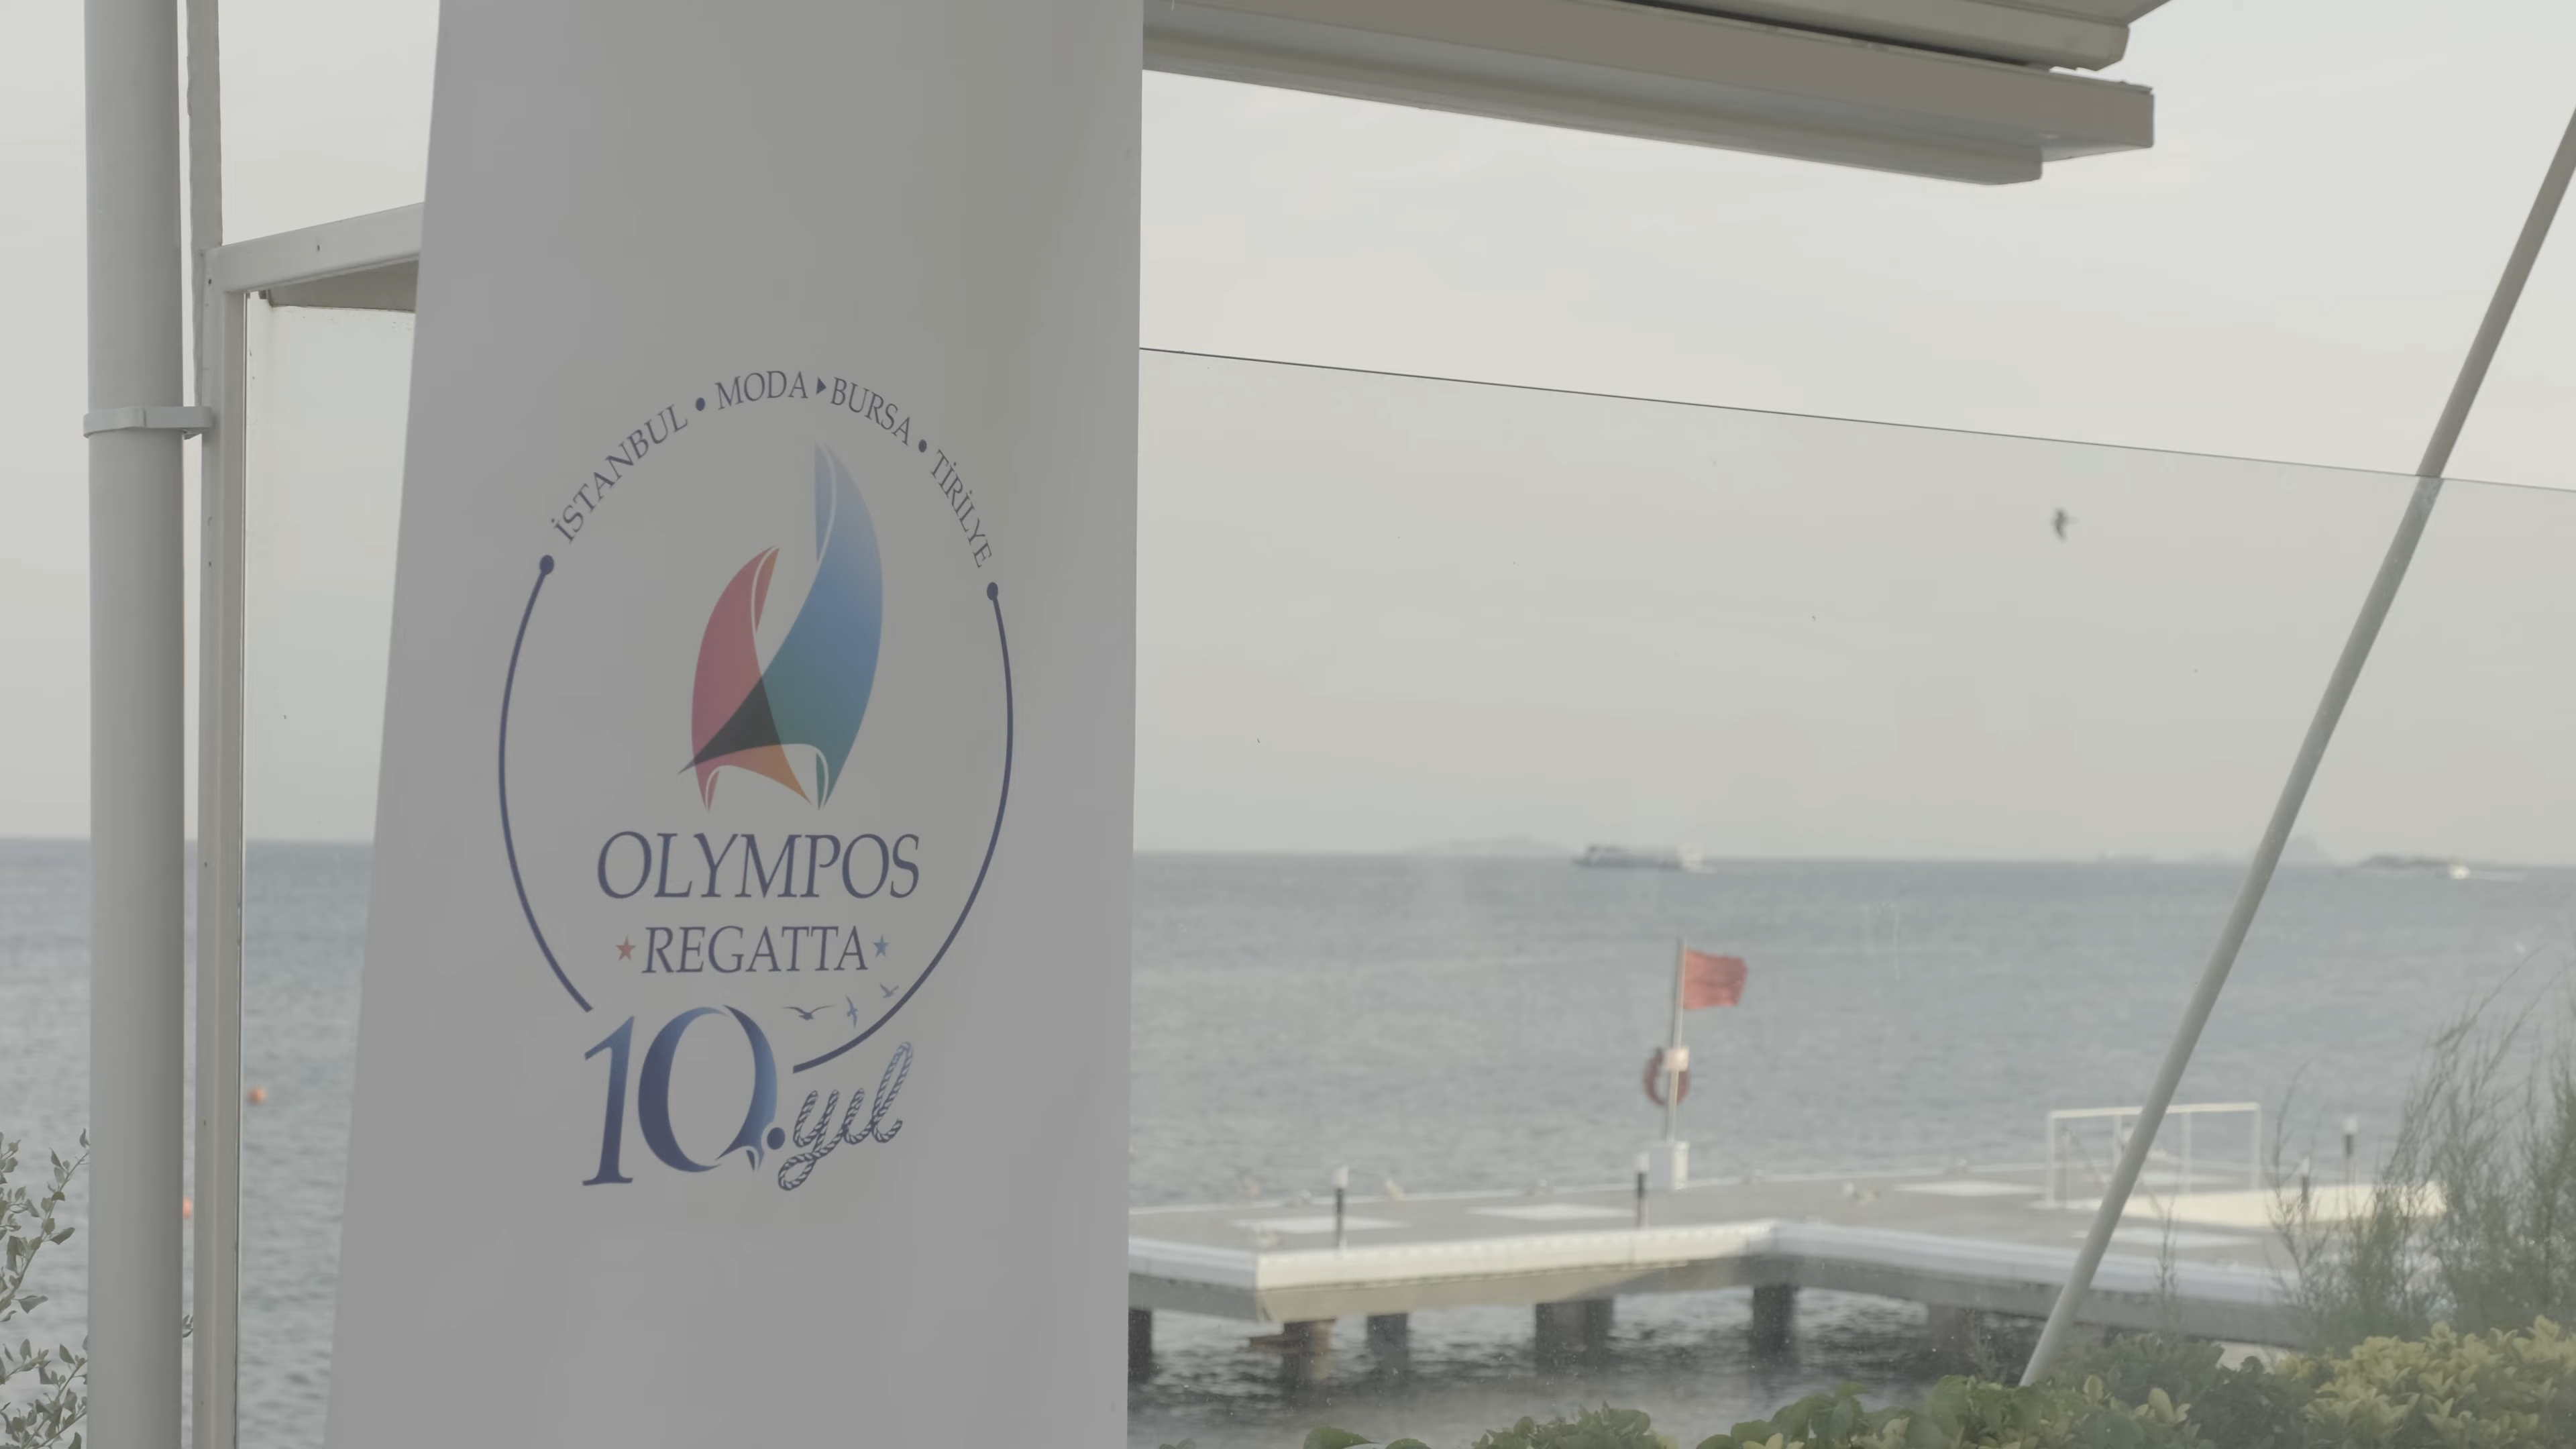 İSTANBUL • MODA ▸ BURSA • TİRİLYE
OLYMPOS
★ REGATTA ★
10.yıl